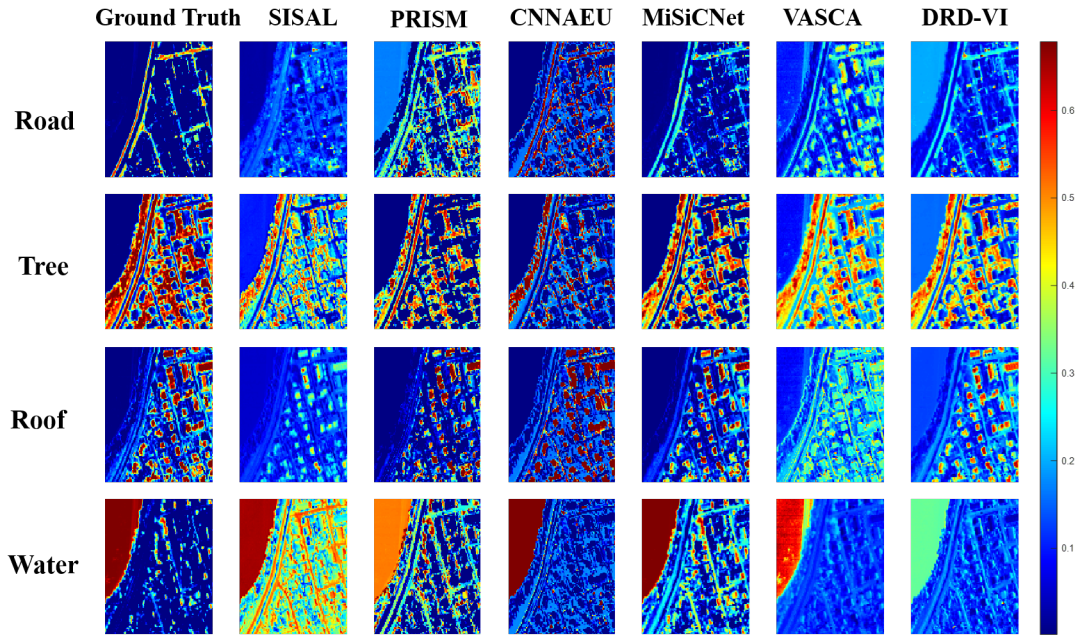 Ground Truth SISAL PRISM CNNAEU MiSiCNet VASCA DRD-VI
Road
Tree
Roof
Water
0.6
0.5
0.4
0.3
0.2
0.1